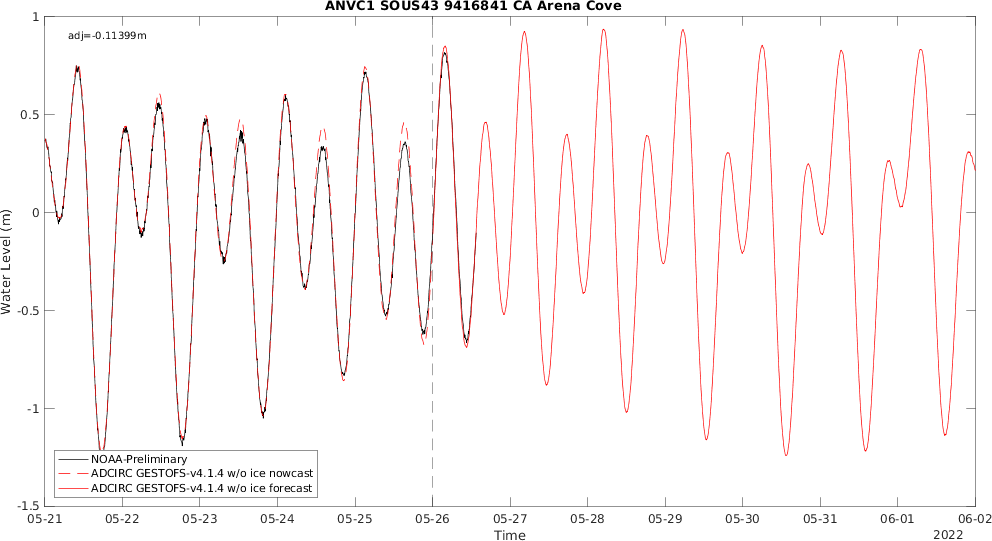 ANVC1 SOUS43 9416841 CA Arena Cove
adj=-0.11399m
Water Level (m)
1
0.5
0
-0.5
-1
-1.5
NOAA-Preliminary
ADCIRC GESTOFS-v4.1.4 w/o ice nowcast
ADCIRC GESTOFS-v4.1.4 w/o ice forecast
05-21 05-22 05-23 05-24 05-25 05-26 05-27 05-28 05-29 05-30 05-31 06-01 06-02
Time
2022